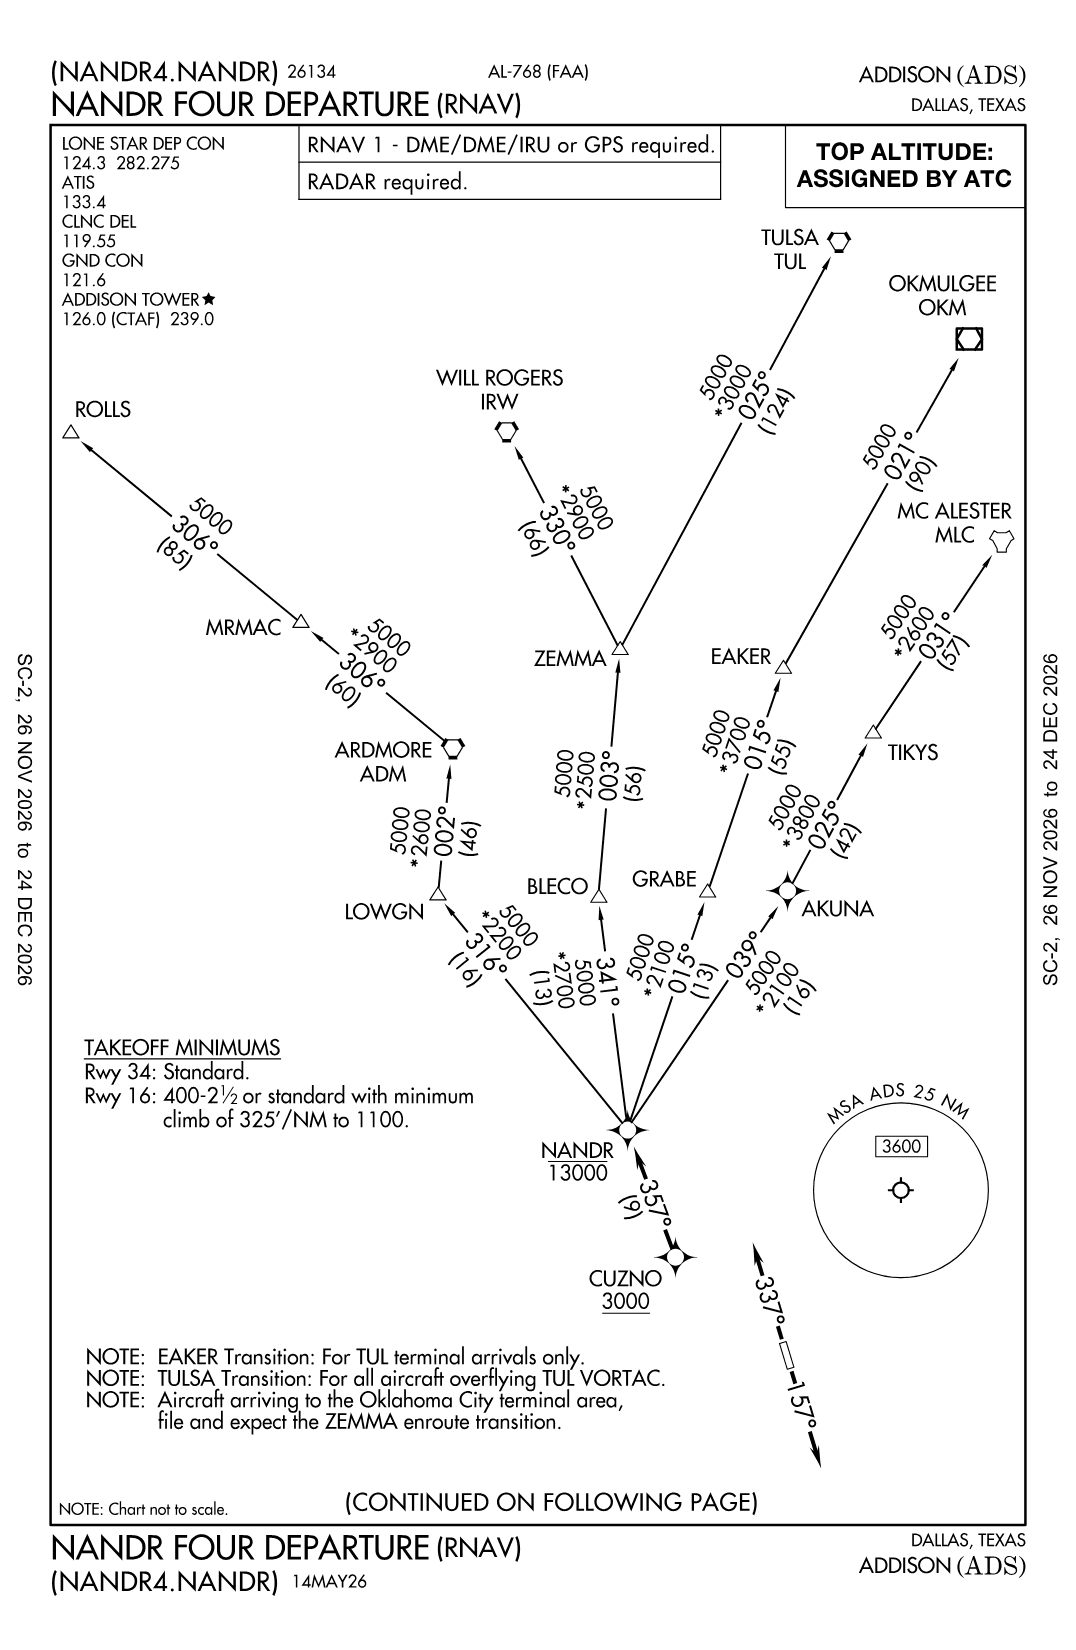 (NANDR4.NANDR) 26134
AL-768 (FAA)
ADDISON (ADS)
NANDR FOUR DEPARTURE (RNAV)
DALLAS, TEXAS
LONE STAR DEP CON
124.3 282.275
ATIS
133.4
CLNC DEL
119.55
GND CON
121.6
ADDISON TOWER★
126.0 (CTAF) 239.0
RNAV 1 - DME/DME/IRU or GPS required.
RADAR required.
TOP ALTITUDE:
ASSIGNED BY ATC
TULSA
TUL
OKMULGEE
OKM
5000
*3000
025°
(124)
WILL ROGERS
IRW
ROLLS
5000
021°
(90)
5000
*2900
330°
(66)
MC ALESTER
MLC
5000
306°
(85)
5000
*2600
031°
(57)
MRMAC
5000
*2900
306°
(60)
ZEMMA
EAKER
ARDMORE
ADM
5000
*2500
003°
(56)
5000
*3700
015°
(55)
TIKYS
5000
*2600
002°
(46)
5000
*3800
025°
(42)
LOWGN
BLECO
GRABE
AKUNA
5000
*2200
316°
(16)
341°
5000
*2700
(13)
5000
*2100
015°
(13)
039°
5000
*2100
(16)
TAKEOFF MINIMUMS
Rwy 34: Standard.
Rwy 16: 400-2½ or standard with minimum
climb of 325'/NM to 1100.
MSA ADS 25 NM
3600
NANDR
13000
357°
(9)
CUZNO
3000
337°
157°
NOTE: EAKER Transition: For TUL terminal arrivals only.
NOTE: TULSA Transition: For all aircraft overflying TUL VORTAC.
NOTE: Aircraft arriving to the Oklahoma City terminal area,
file and expect the ZEMMA enroute transition.
NOTE: Chart not to scale.
(CONTINUED ON FOLLOWING PAGE)
NANDR FOUR DEPARTURE (RNAV)
DALLAS, TEXAS
(NANDR4.NANDR) 14MAY26
ADDISON (ADS)
SC-2, 26 NOV 2026 to 24 DEC 2026
SC-2, 26 NOV 2026 to 24 DEC 2026